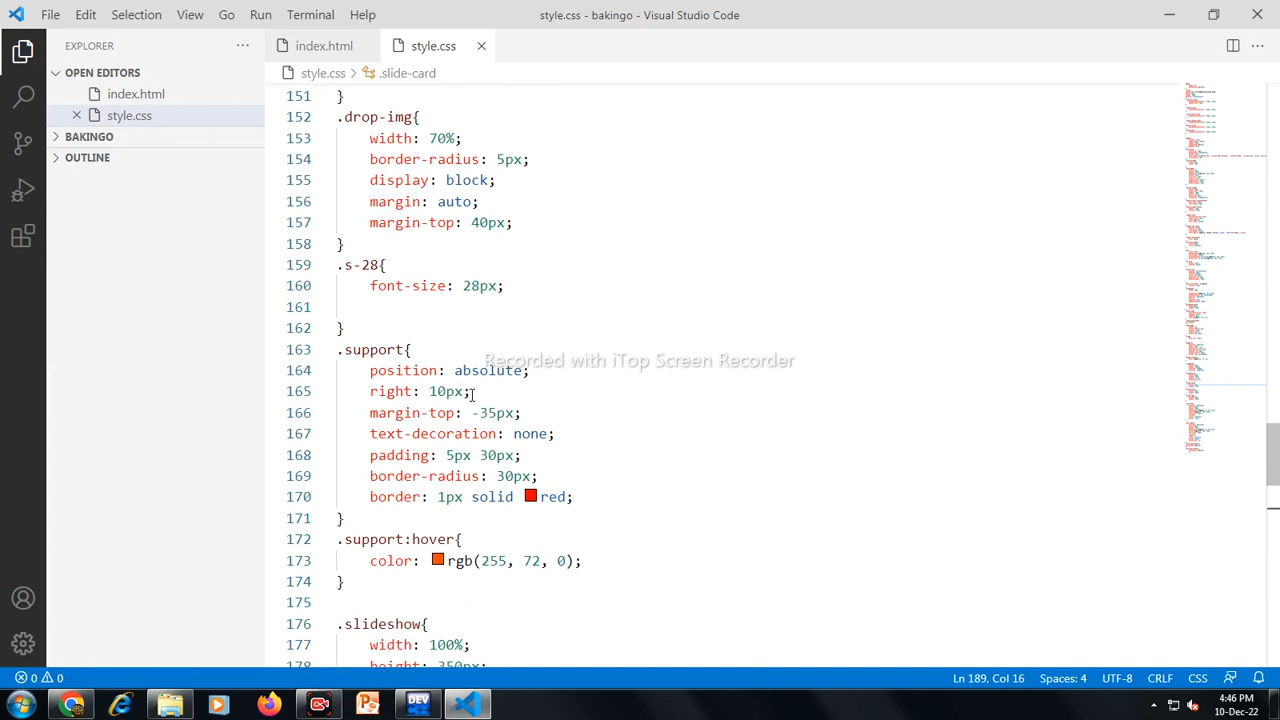 File Edit Selection View Go Run Terminal Help
style.css - bakingo - Visual Studio Code
EXPLORER
index.html
style.css
OPEN EDITORS
index.html
style.css
BAKINGO
OUTLINE
style.css > .slide-card
151 }
152 .drop-img{
153 width: 70%;
154 border-radius: 5px;
155 display: block;
156 margin: auto;
157 margin-top: 40px;
158 }
159 .s-28{
160 font-size: 28px;
161 }
162
163 .support{
164 position: absolute;
165 right: 10px;
166 margin-top: -35px;
167 text-decoration: none;
168 padding: 5px 30px;
169 border-radius: 30px;
170 border: 1px solid red;
171 }
172 .support:hover{
173 color: rgb(255, 72, 0);
174 }
175
176 .slideshow{
177 width: 100%;
178 height: 350px;
Recorded with iTop Screen Recorder
0 0
Ln 189, Col 16
Spaces: 4
UTF-8
CRLF
CSS
DEV
4:46 PM
10-Dec-22